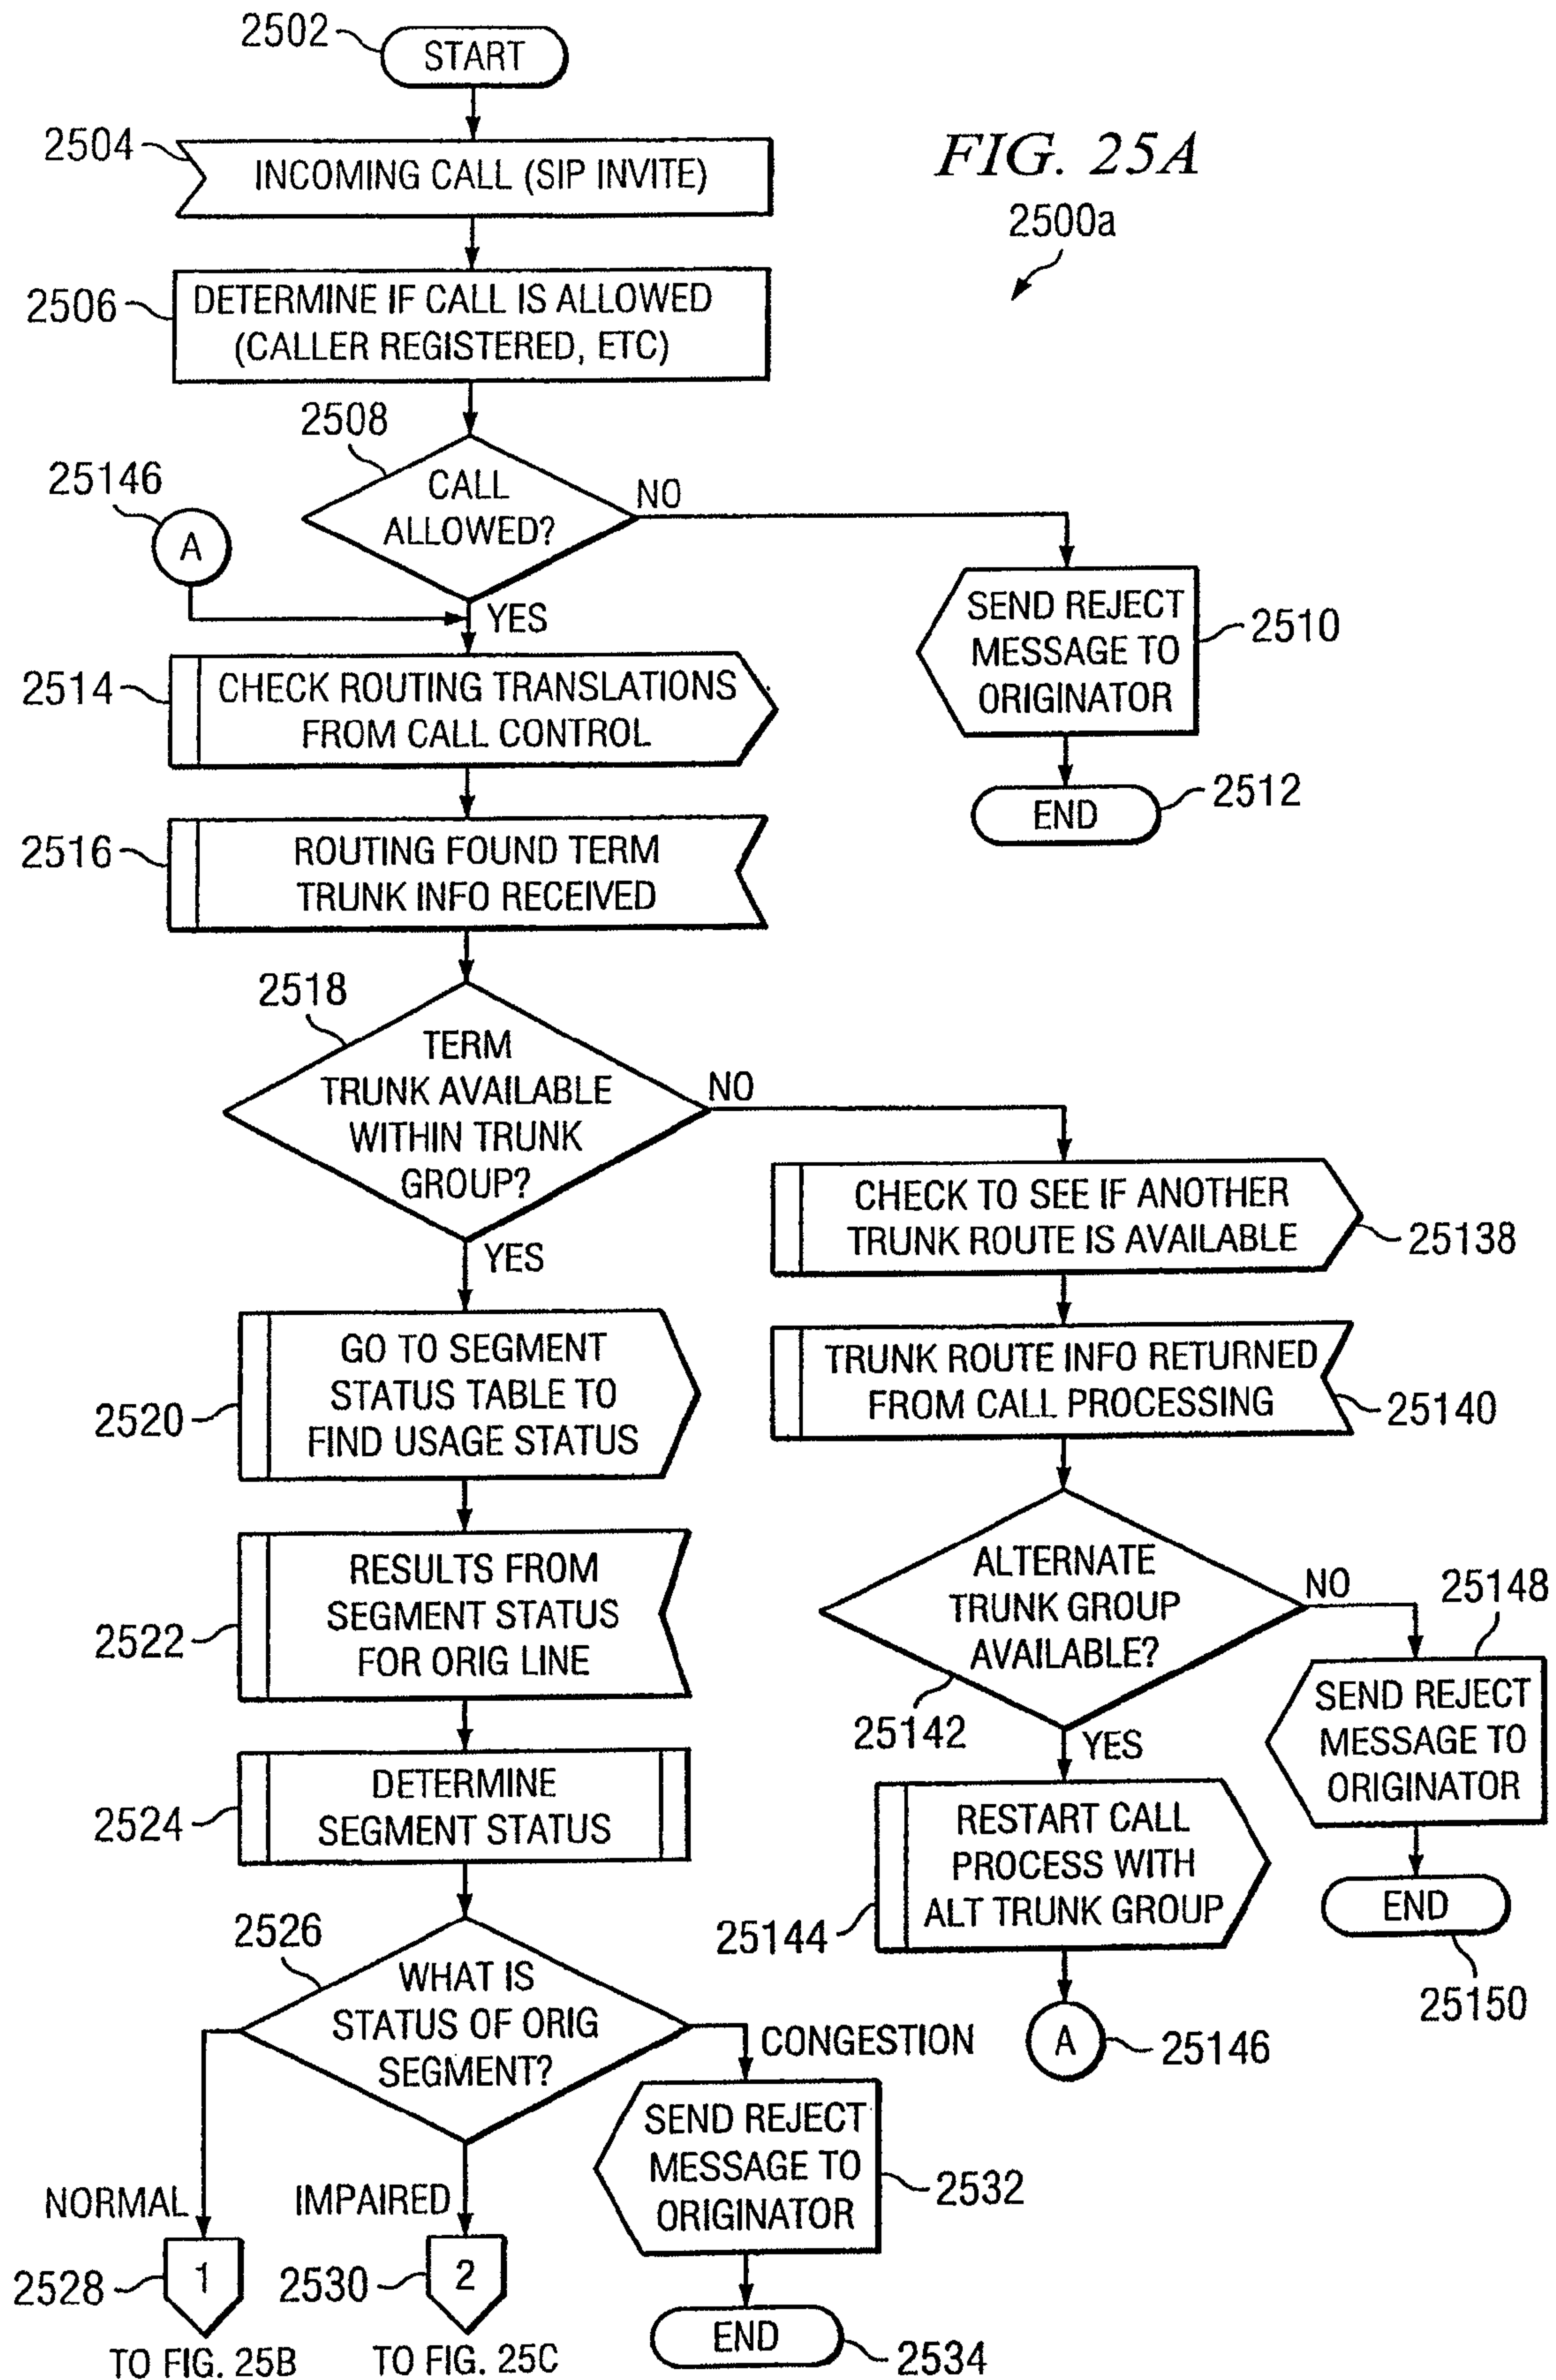 2502
START
2504
INCOMING CALL (SIP INVITE)
FIG. 25A
2500a
2506
DETERMINE IF CALL IS ALLOWED
(CALLER REGISTERED, ETC)
2508
CALL
ALLOWED?
NO
25146
A
YES
SEND REJECT
MESSAGE TO
ORIGINATOR
2510
END
2512
2514
CHECK ROUTING TRANSLATIONS
FROM CALL CONTROL
2516
ROUTING FOUND TERM
TRUNK INFO RECEIVED
2518
TERM
TRUNK AVAILABLE
WITHIN TRUNK
GROUP?
NO
YES
CHECK TO SEE IF ANOTHER
TRUNK ROUTE IS AVAILABLE
25138
TRUNK ROUTE INFO RETURNED
FROM CALL PROCESSING
25140
2520
GO TO SEGMENT
STATUS TABLE TO
FIND USAGE STATUS
2522
RESULTS FROM
SEGMENT STATUS
FOR ORIG LINE
ALTERNATE
TRUNK GROUP
AVAILABLE?
25142
NO
25148
SEND REJECT
MESSAGE TO
ORIGINATOR
END
25150
YES
25144
RESTART CALL
PROCESS WITH
ALT TRUNK GROUP
A
25146
2524
DETERMINE
SEGMENT STATUS
2526
WHAT IS
STATUS OF ORIG
SEGMENT?
CONGESTION
SEND REJECT
MESSAGE TO
ORIGINATOR
2532
END
2534
NORMAL
2528
1
TO FIG. 25B
IMPAIRED
2530
2
TO FIG. 25C